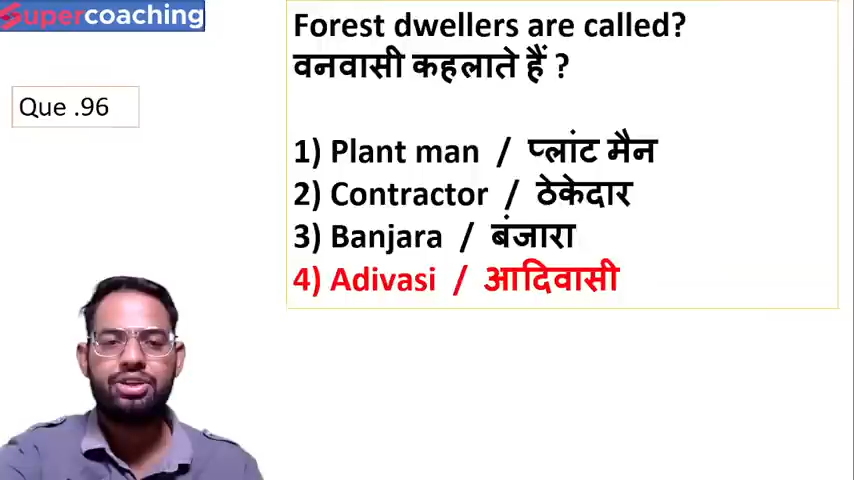 Supercoaching
Que .96
Forest dwellers are called?
वनवासी कहलाते हैं ?
1) Plant man / प्लांट मैन
2) Contractor / ठेकेदार
3) Banjara / बंजारा
4) Adivasi / आदिवासी